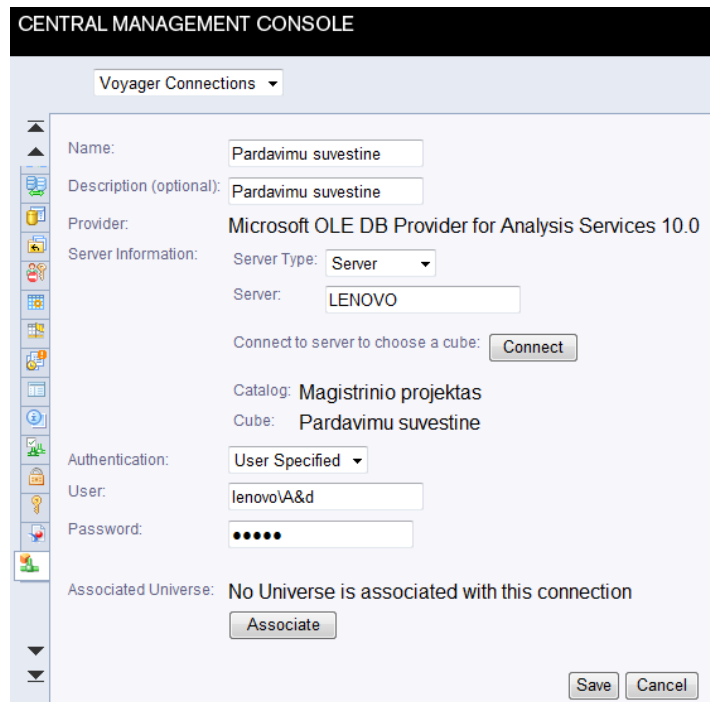 CENTRAL MANAGEMENT CONSOLE
Voyager Connections
Name: Pardavimu suvestine
Description (optional): Pardavimu suvestine
Provider: Microsoft OLE DB Provider for Analysis Services 10.0
Server Information: Server Type: Server
Server: LENOVO
Connect to server to choose a cube: Connect
Catalog: Magistrinio projektas
Cube: Pardavimu suvestine
Authentication: User Specified
User: lenovo\A&d
Password: •••••
Associated Universe: No Universe is associated with this connection
Associate
Save Cancel